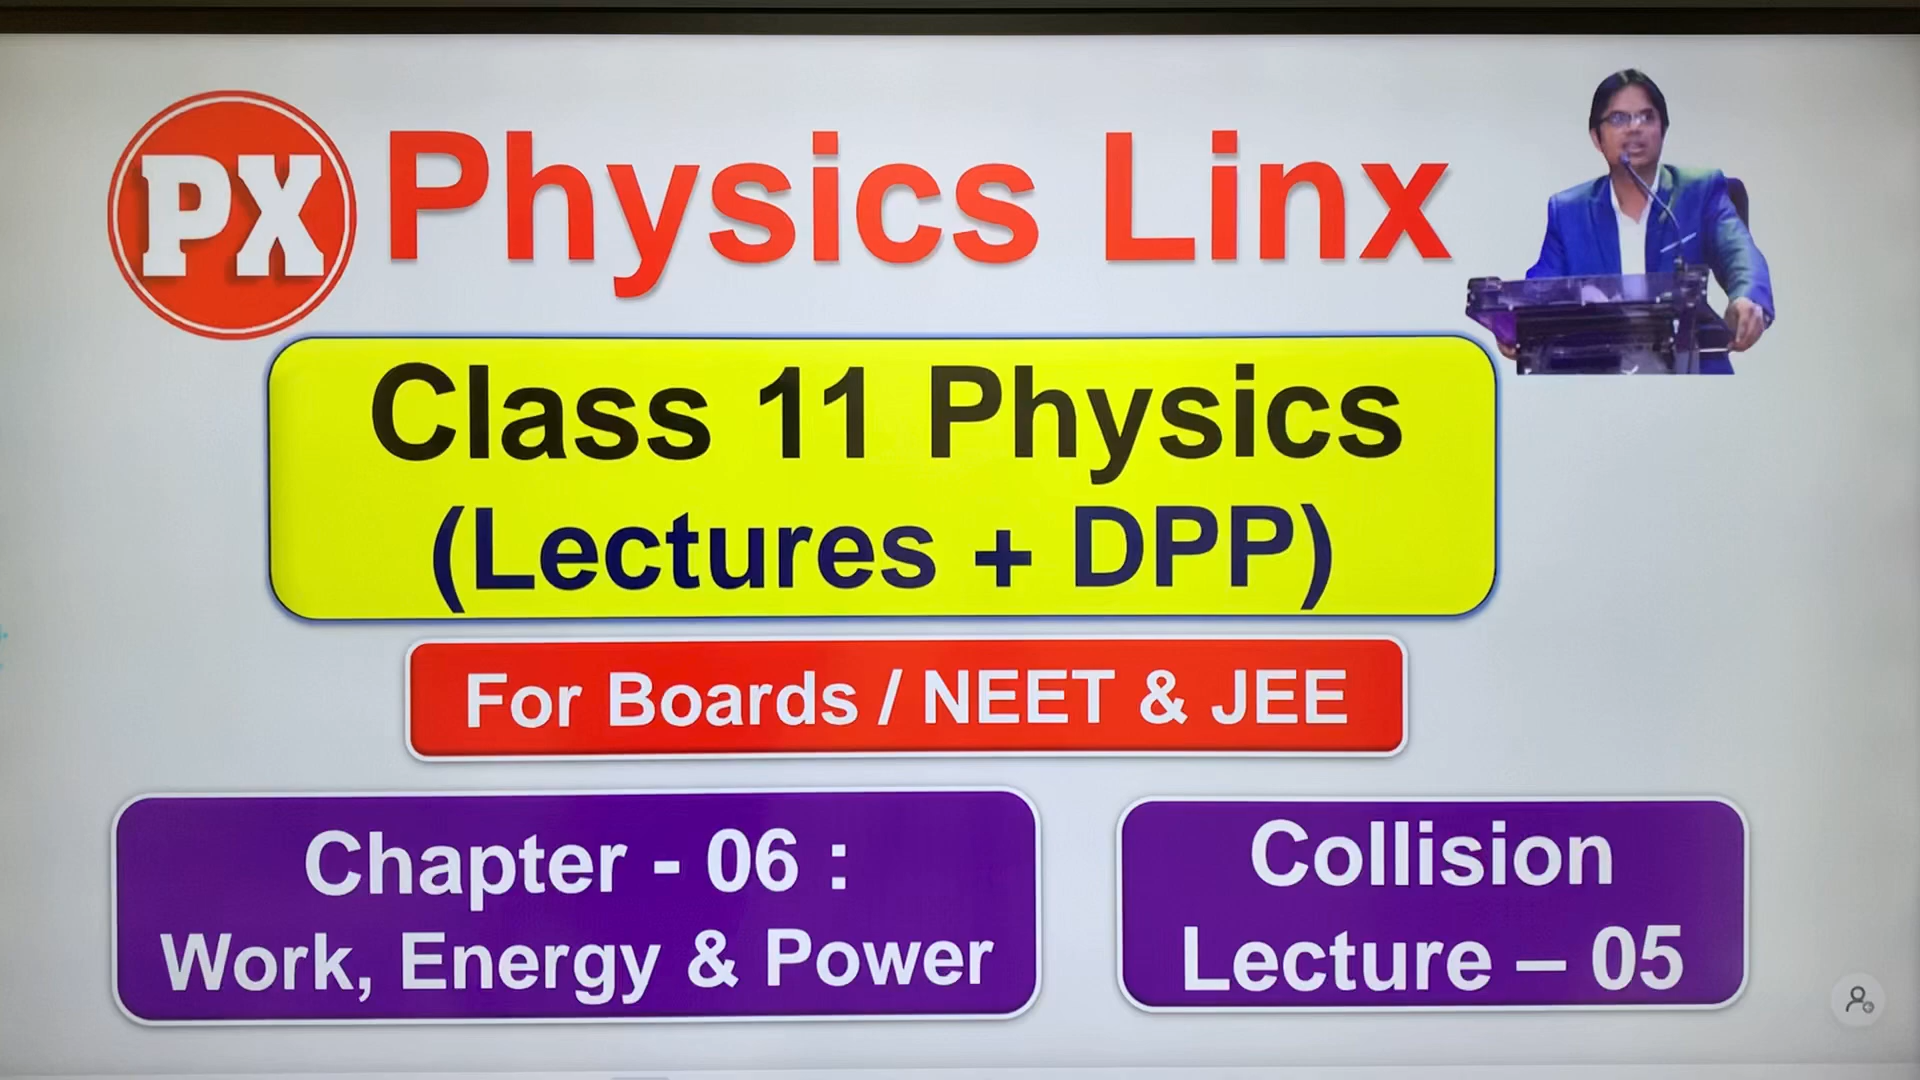 PX
Physics Linx
Class 11 Physics
(Lectures + DPP)
For Boards / NEET & JEE
Chapter - 06 :
Work, Energy & Power
Collision
Lecture – 05